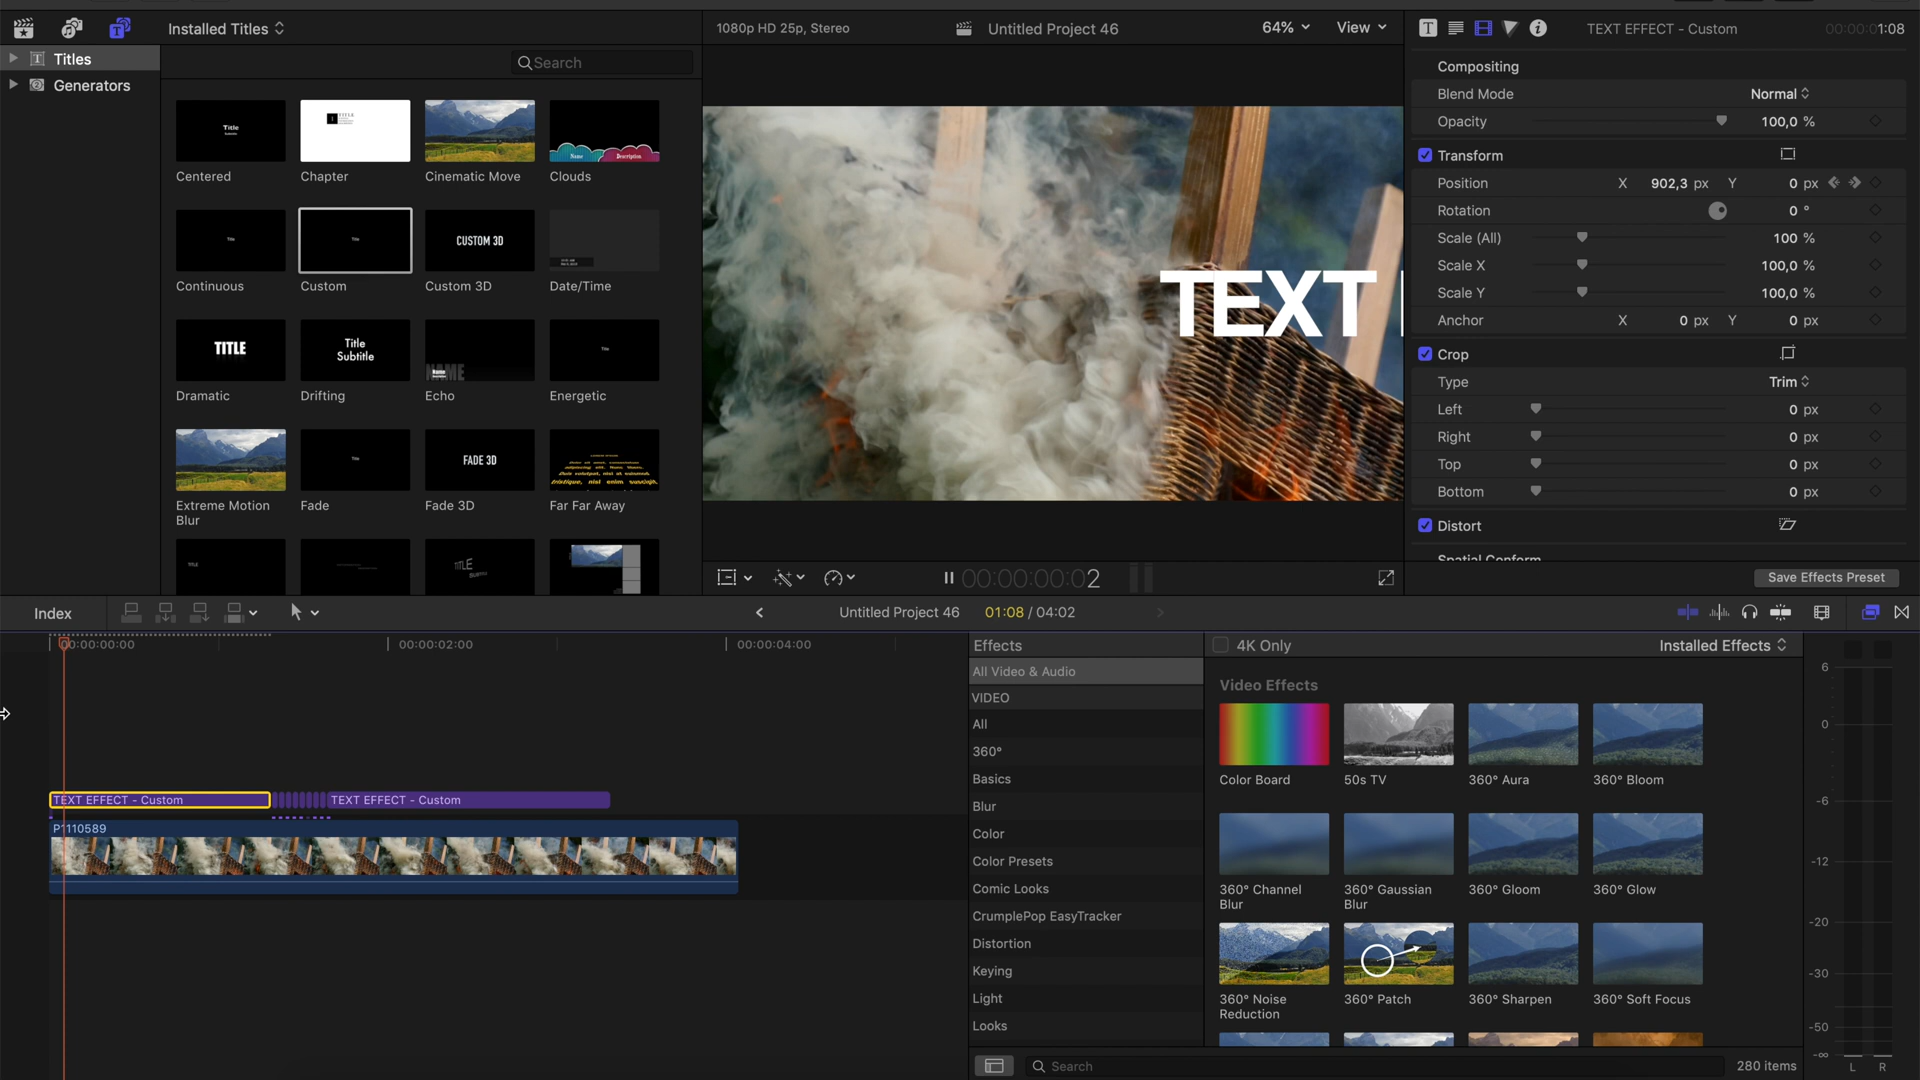 Installed Titles
1080p HD 25p, Stereo
Untitled Project 46
64%
View
TEXT EFFECT - Custom
00:00:01:08
Titles
Generators
Search
Title
TITLE
Name
Description
Centered
Chapter
Cinematic Move
Clouds
Title
Title
CUSTOM 3D
Continuous
Custom
Custom 3D
Date/Time
TITLE
Title
Subtitle
NAME
Name
Title
Dramatic
Drifting
Echo
Energetic
Title
FADE 3D
Extreme Motion
Blur
Fade
Fade 3D
Far Far Away
TITLE
TITLE
TEXT
Compositing
Blend Mode
Normal
Opacity
100,0 %
Transform
Position
X 902,3 px Y 0 px
Rotation
0 °
Scale (All)
100 %
Scale X
100,0 %
Scale Y
100,0 %
Anchor
X 0 px Y 0 px
Crop
Type
Trim
Left
0 px
Right
0 px
Top
0 px
Bottom
0 px
Distort
Spatial Conform
Save Effects Preset
00:00:00:02
Index
Untitled Project 46
01:08 / 04:02
00:00:00:00
00:00:02:00
00:00:04:00
TEXT EFFECT - Custom
TEXT EFFECT - Custom
P1110589
Effects
All Video & Audio
VIDEO
All
360°
Basics
Blur
Color
Color Presets
Comic Looks
CrumplePop EasyTracker
Distortion
Keying
Light
Looks
4K Only
Installed Effects
Video Effects
Color Board
50s TV
360° Aura
360° Bloom
360° Channel
Blur
360° Gaussian
Blur
360° Gloom
360° Glow
360° Noise
Reduction
360° Patch
360° Sharpen
360° Soft Focus
Search
280 items
6
0
-6
-12
-20
-30
-50
-∞
L R